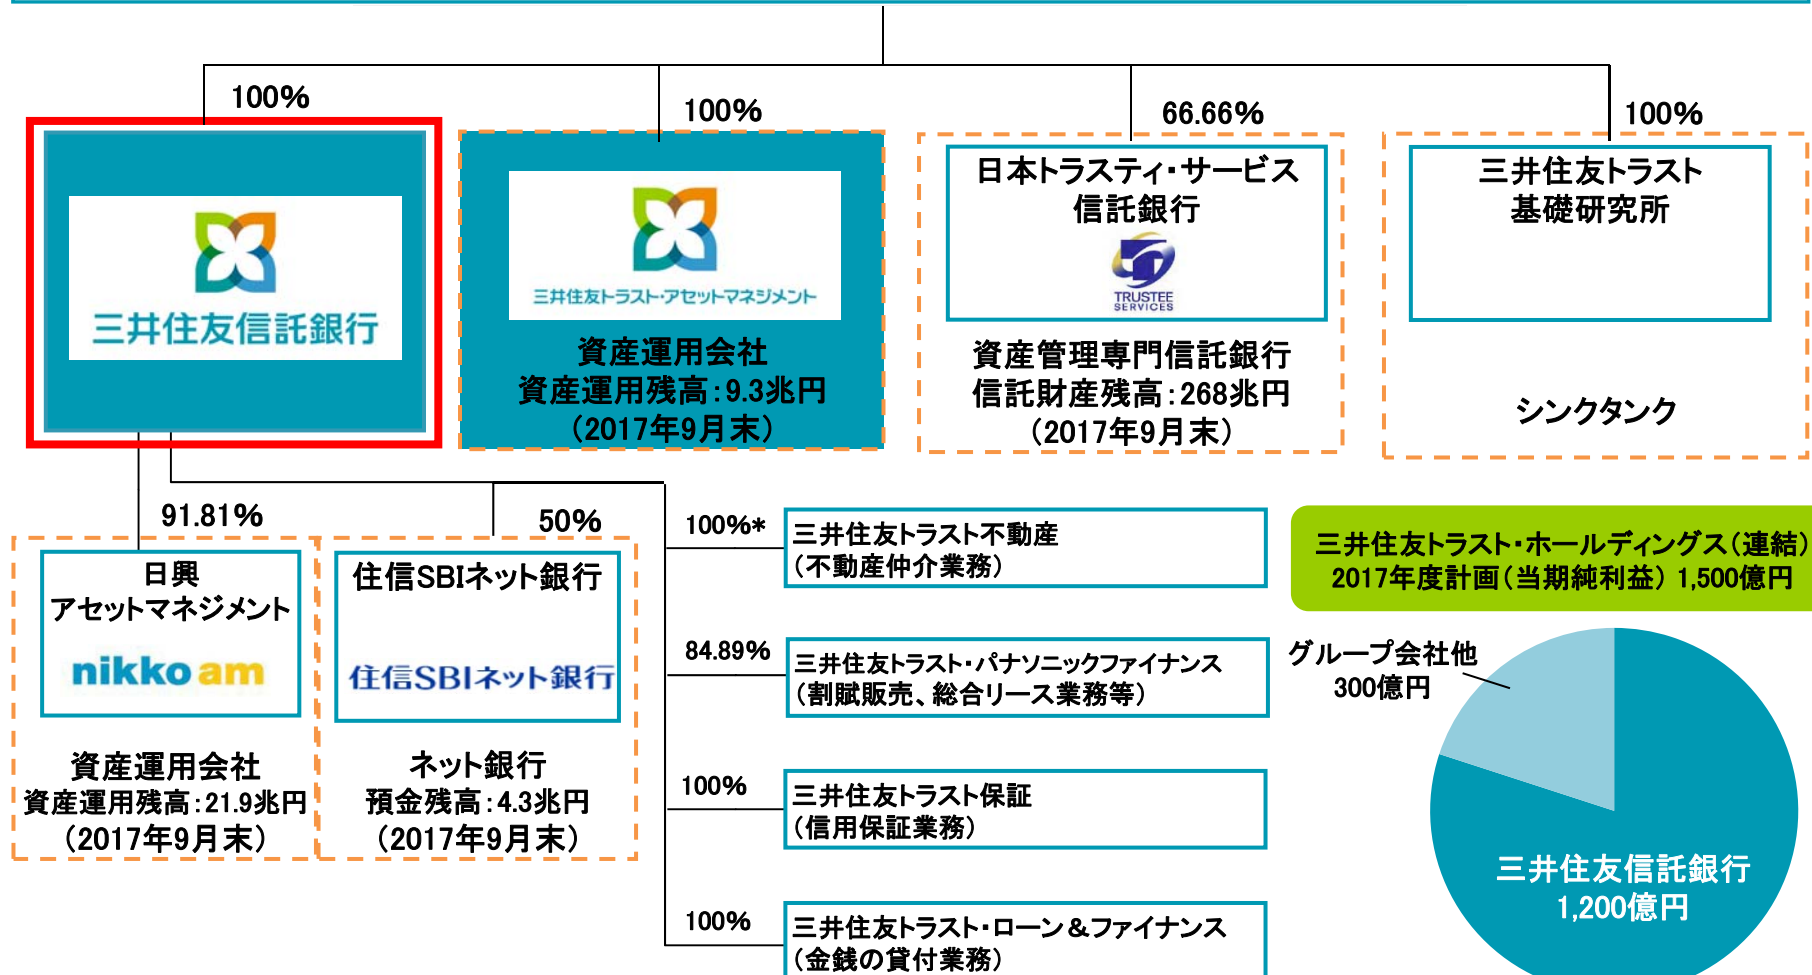 100%
100%
66.66%
100%
三井住友信託銀行
三井住友トラスト・アセットマネジメント
資産運用会社
資産運用残高：9.3兆円
（2017年9月末）
日本トラスティ・サービス
信託銀行
TRUSTEE
SERVICES
資産管理専門信託銀行
信託財産残高：268兆円
（2017年9月末）
三井住友トラスト
基礎研究所
シンクタンク
91.81%
日興
アセットマネジメント
nikko am
資産運用会社
資産運用残高：21.9兆円
（2017年9月末）
50%
住信SBIネット銀行
住信SBIネット銀行
ネット銀行
預金残高：4.3兆円
（2017年9月末）
100%*
三井住友トラスト不動産
（不動産仲介業務）
84.89%
三井住友トラスト・パナソニックファイナンス
（割賦販売、総合リース業務等）
100%
三井住友トラスト保証
（信用保証業務）
100%
三井住友トラスト・ローン＆ファイナンス
（金銭の貸付業務）
三井住友トラスト・ホールディングス（連結）
2017年度計画（当期純利益） 1,500億円
グループ会社他
300億円
三井住友信託銀行
1,200億円